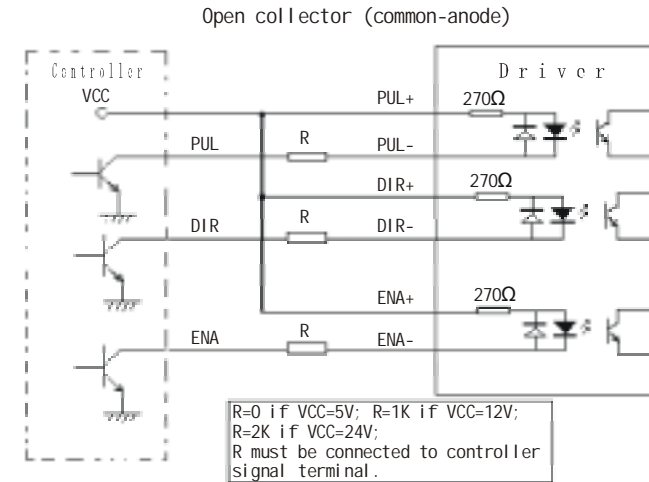 Open collector (common-anode)
Controller
Driver
VCC
PUL+
270Ω
PUL
R
PUL-
DIR+
270Ω
DIR
R
DIR-
ENA+
270Ω
ENA
R
ENA-
R=0 if VCC=5V; R=1K if VCC=12V;
R=2K if VCC=24V;
R must be connected to controller
signal terminal.